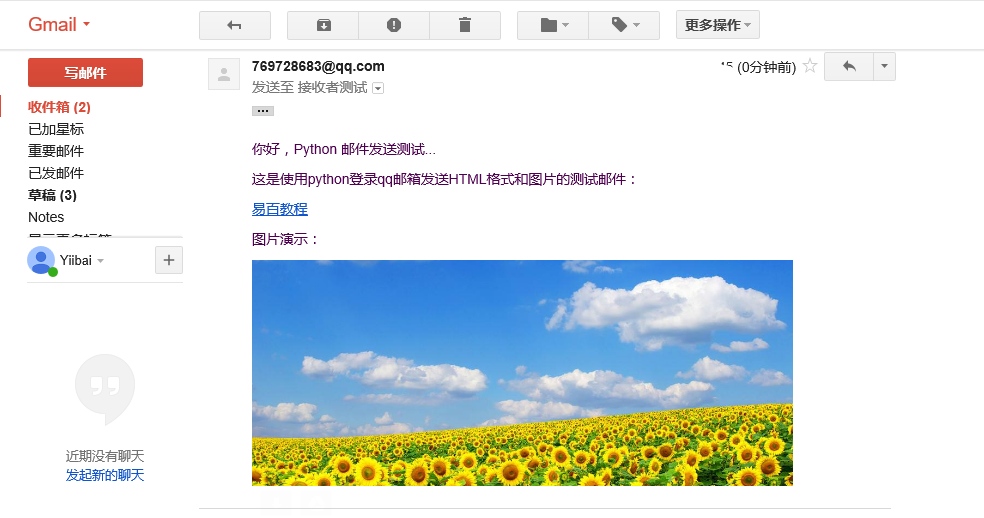 Gmail
更多操作
写邮件
收件箱 (2)
已加星标
重要邮件
已发邮件
草稿 (3)
Notes
Yiibai
近期没有聊天
发起新的聊天
769728683@qq.com
(0分钟前)
发送至 接收者测试
你好，Python 邮件发送测试...
这是使用python登录qq邮箱发送HTML格式和图片的测试邮件：
易百教程
图片演示：